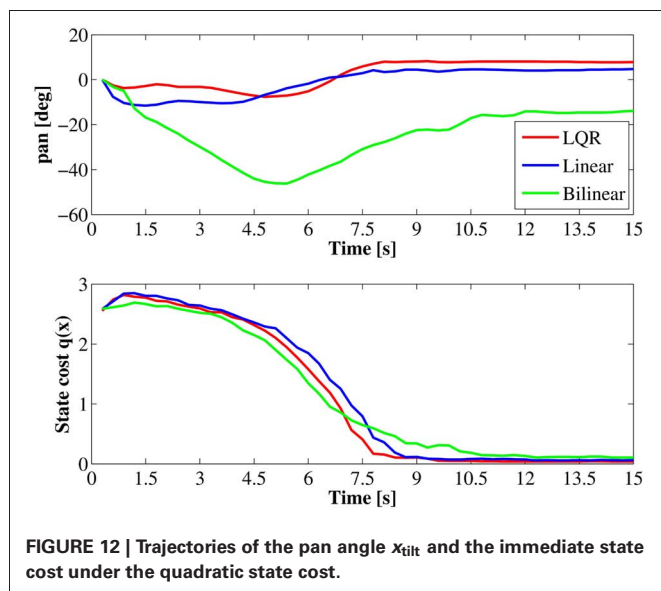 20
0
−20
−40
−60
pan [deg]
LQR
Linear
Bilinear
0 1.5 3 4.5 6 7.5 9 10.5 12 13.5 15
Time [s]
3
2
1
0
State cost q(x)
0 1.5 3 4.5 6 7.5 9 10.5 12 13.5 15
Time [s]
FIGURE 12 | Trajectories of the pan angle xtilt and the immediate state
cost under the quadratic state cost.